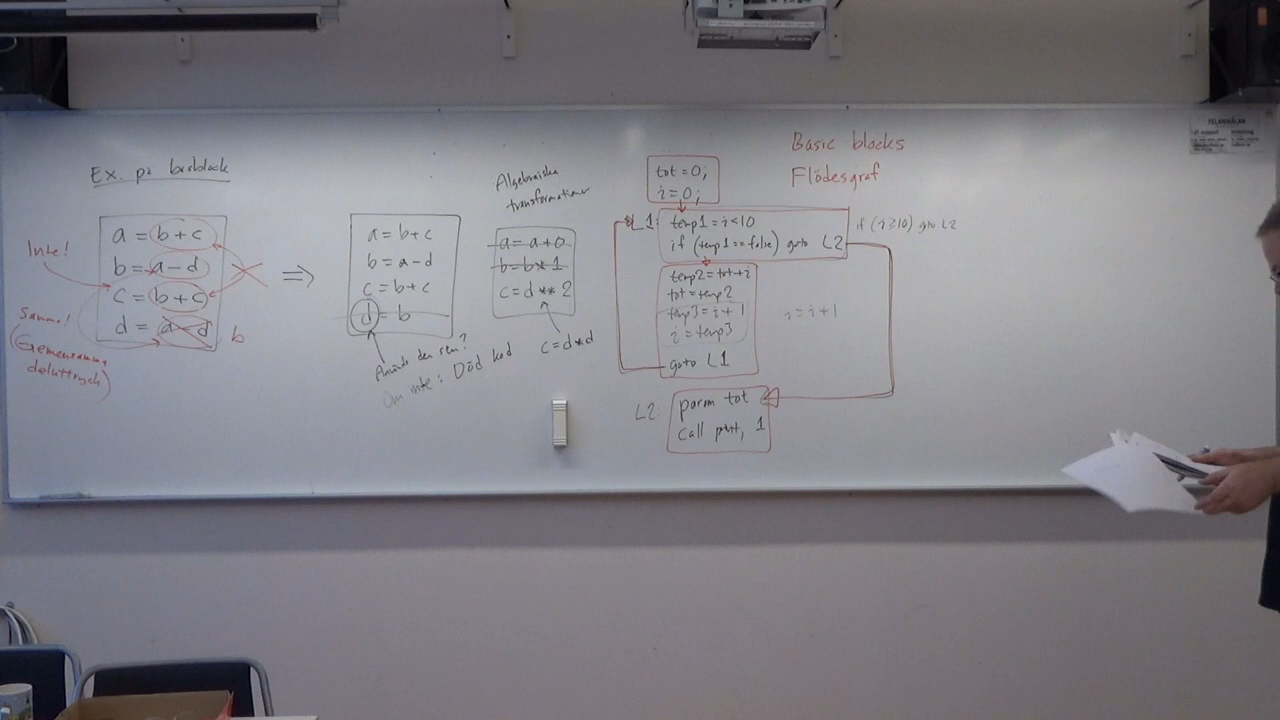 Ex. på basblock
Inte!
a = b + c
b = a - d
c = b + c
d = a - d
b
Samma!
(Gemensamma
deluttryck)
⇒
a = b + c
b = a - d
c = b + c
d = b
Används den sen?
Om inte: Död kod
Algebraiska
transformationer
a = a + 0
b = b * 1
c = d ** 2
c = d * d
Basic blocks
Flödesgraf
tot = 0;
i = 0;
L1:
temp1 = i < 10
if (temp1 == false) goto L2
if (i ≥ 10) goto L2
temp2 = tot + i
tot = temp2
temp3 = i + 1
i = temp3
goto L1
i = i + 1
L2:
param tot
call print, 1
FELANMÄLAN